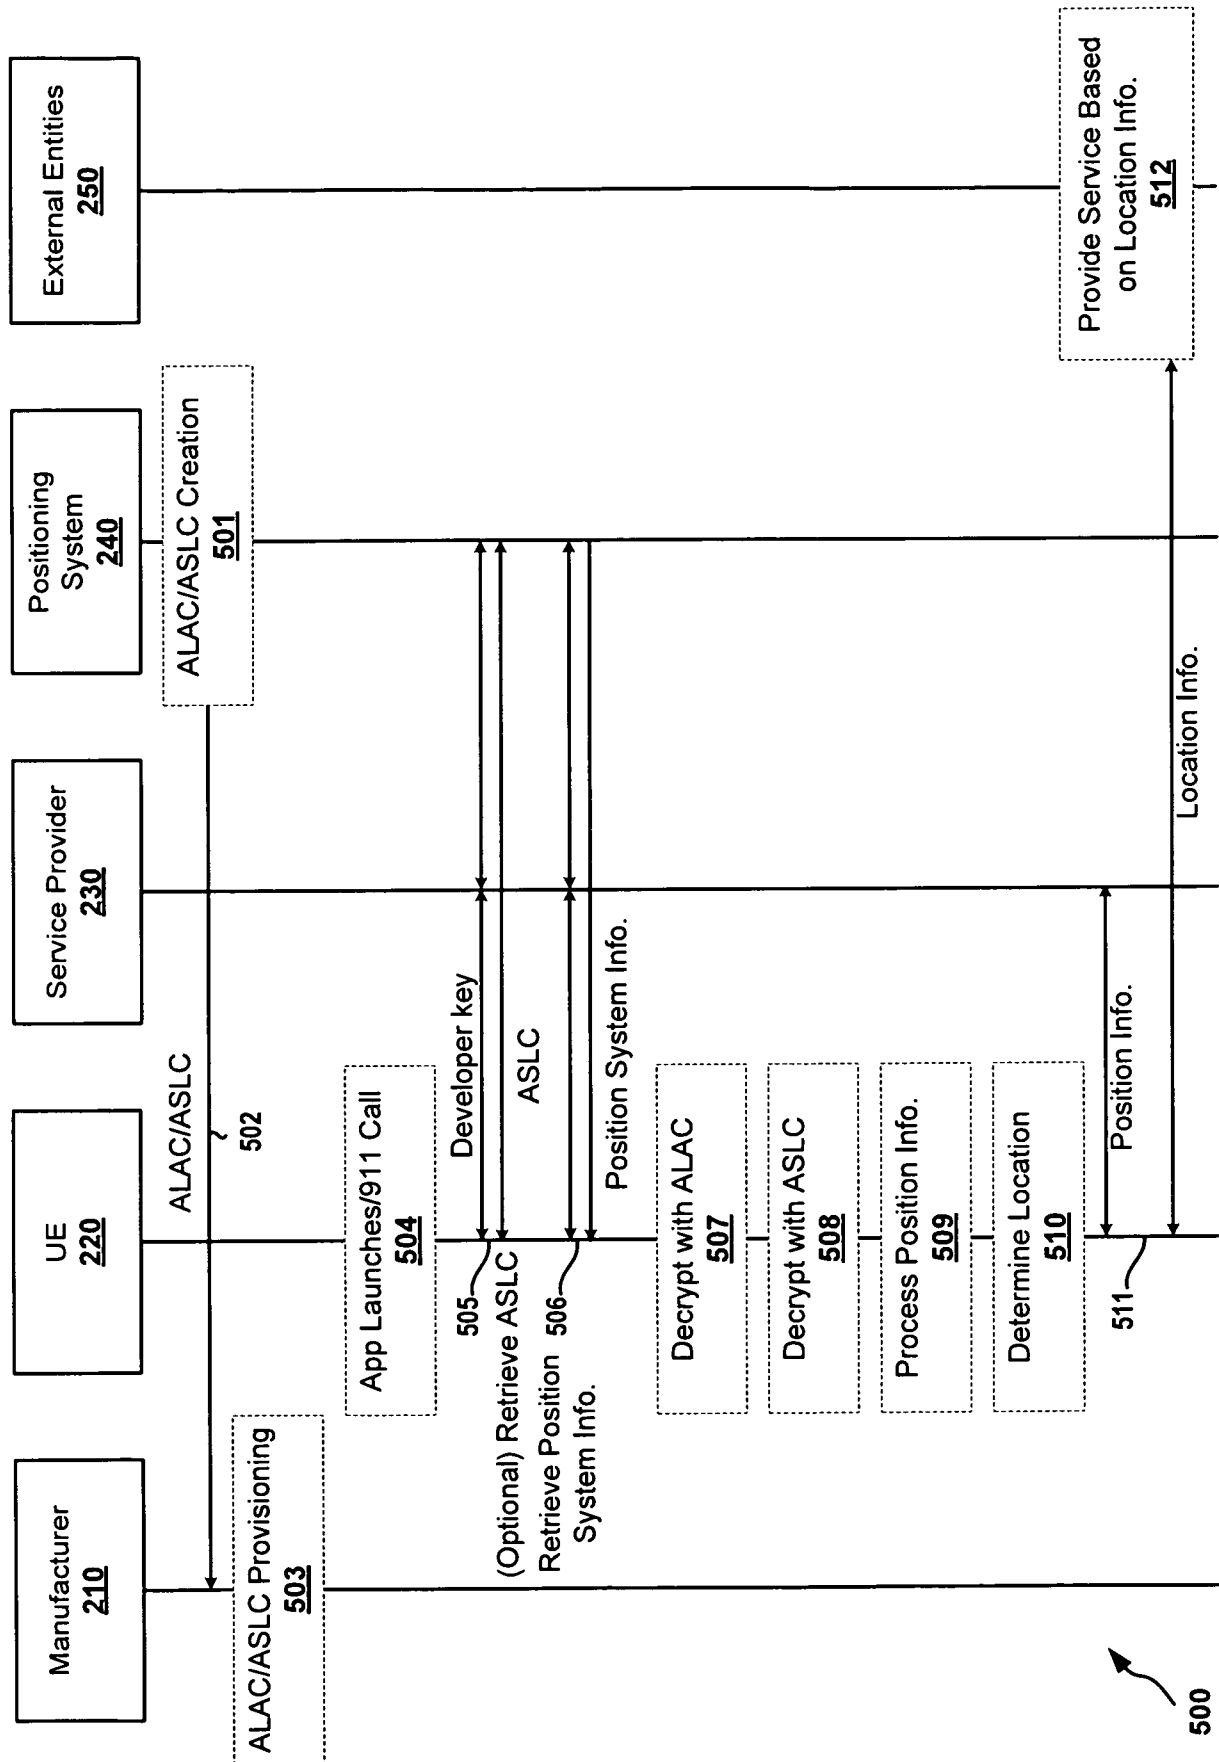 Manufacturer
210
UE
220
Service Provider
230
Positioning
System
240
External Entities
250
ALAC/ASLC Creation
501
ALAC/ASLC
502
ALAC/ASLC Provisioning
503
App Launches/911 Call
504
505
(Optional) Retrieve ASLC
Developer key
ASLC
506
Retrieve Position
System Info.
Position System Info.
Decrypt with ALAC
507
Decrypt with ASLC
508
Process Position Info.
509
Determine Location
510
511
Position Info.
Location Info.
Provide Service Based
on Location Info.
512
500